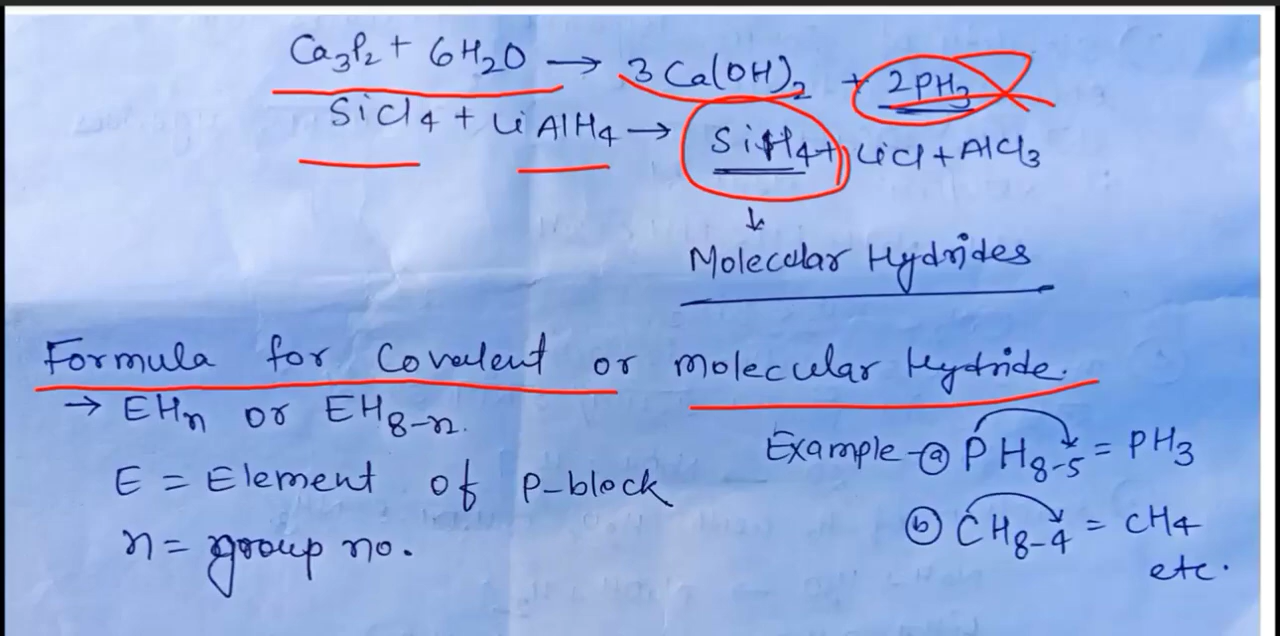 Ca₃P₂ + 6H₂O → 3Ca(OH)₂ + 2PH₃
SiCl₄ + LiAlH₄ → SiH₄ + LiCl + AlCl₃
↓
Molecular Hydrides
Formula for Covalent or Molecular Hydride.
→ EHₙ or EH₈₋ₙ.
E = Element of P-block
n = group no.
Example - ⓐ PH₈₋₅ = PH₃
ⓑ CH₈₋₄ = CH₄
etc.